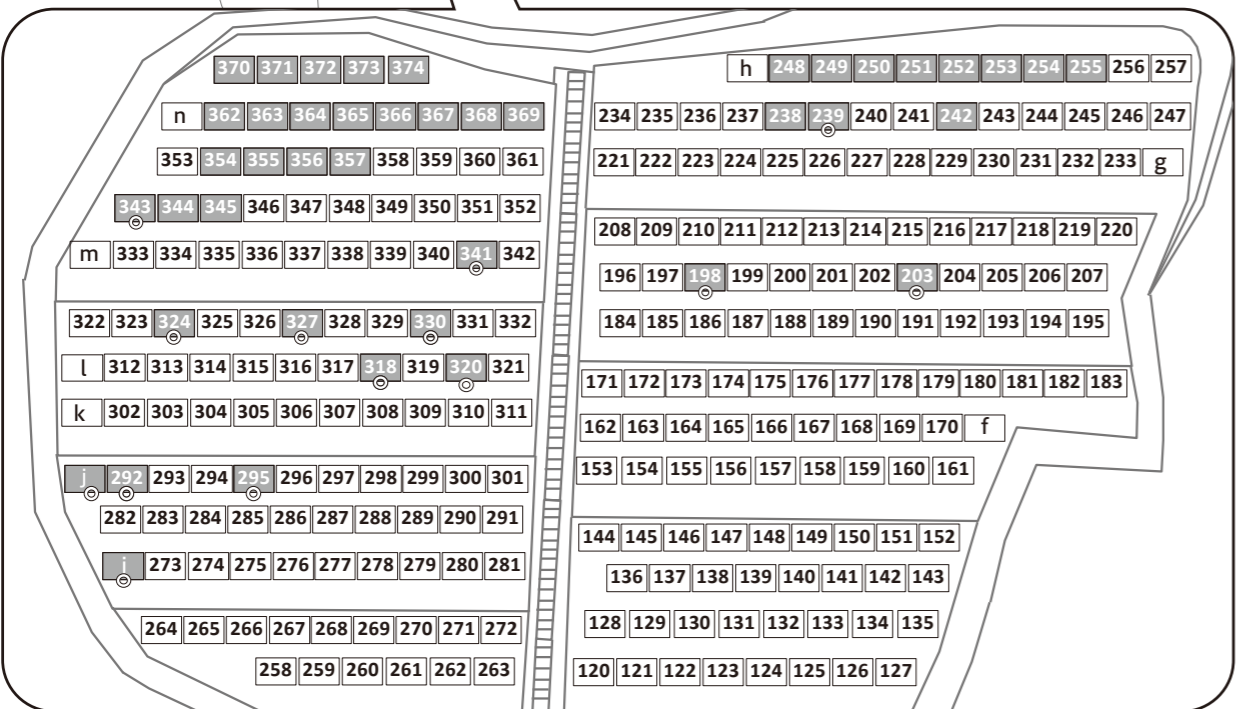 370 371 372 373 374
n 362 363 364 365 366 367 368 369
353 354 355 356 357 358 359 360 361
343 344 345 346 347 348 349 350 351 352
m 333 334 335 336 337 338 339 340 341 342
322 323 324 325 326 327 328 329 330 331 332
l 312 313 314 315 316 317 318 319 320 321
k 302 303 304 305 306 307 308 309 310 311
j 292 293 294 295 296 297 298 299 300 301
282 283 284 285 286 287 288 289 290 291
i 273 274 275 276 277 278 279 280 281
264 265 266 267 268 269 270 271 272
258 259 260 261 262 263
h 248 249 250 251 252 253 254 255 256 257
234 235 236 237 238 239 240 241 242 243 244 245 246 247
221 222 223 224 225 226 227 228 229 230 231 232 233 g
208 209 210 211 212 213 214 215 216 217 218 219 220
196 197 198 199 200 201 202 203 204 205 206 207
184 185 186 187 188 189 190 191 192 193 194 195
171 172 173 174 175 176 177 178 179 180 181 182 183
162 163 164 165 166 167 168 169 170 f
153 154 155 156 157 158 159 160 161
144 145 146 147 148 149 150 151 152
136 137 138 139 140 141 142 143
128 129 130 131 132 133 134 135
120 121 122 123 124 125 126 127